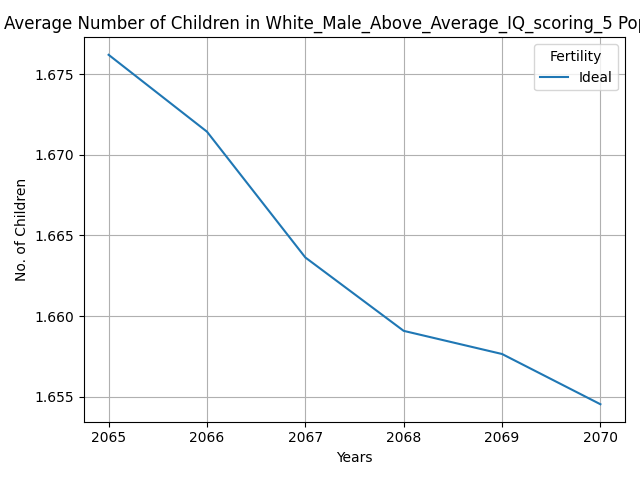 Average Number of Children in White_Male_Above_Average_IQ_scoring_5
Fertility
Ideal
No. of Children
1.675
1.670
1.665
1.660
1.655
2065 2066 2067 2068 2069 2070
Years